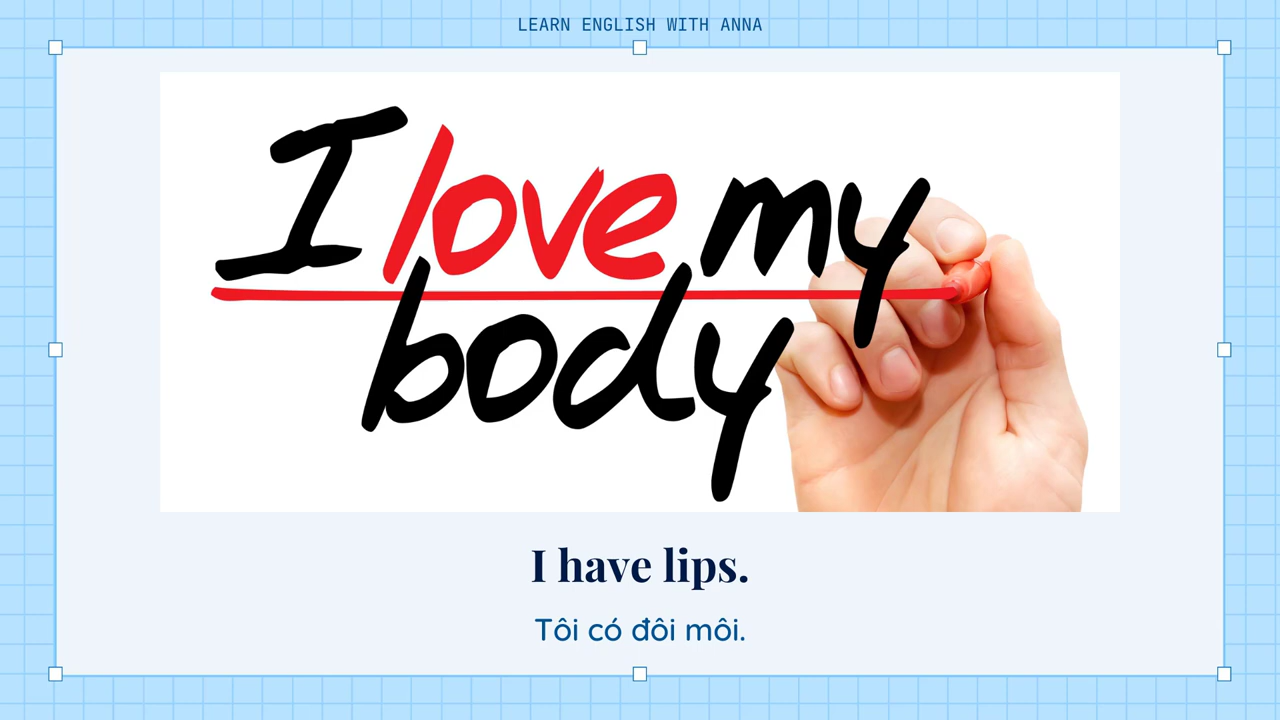 LEARN ENGLISH WITH ANNA
I love my
body
I have lips.
Tôi có đôi môi.